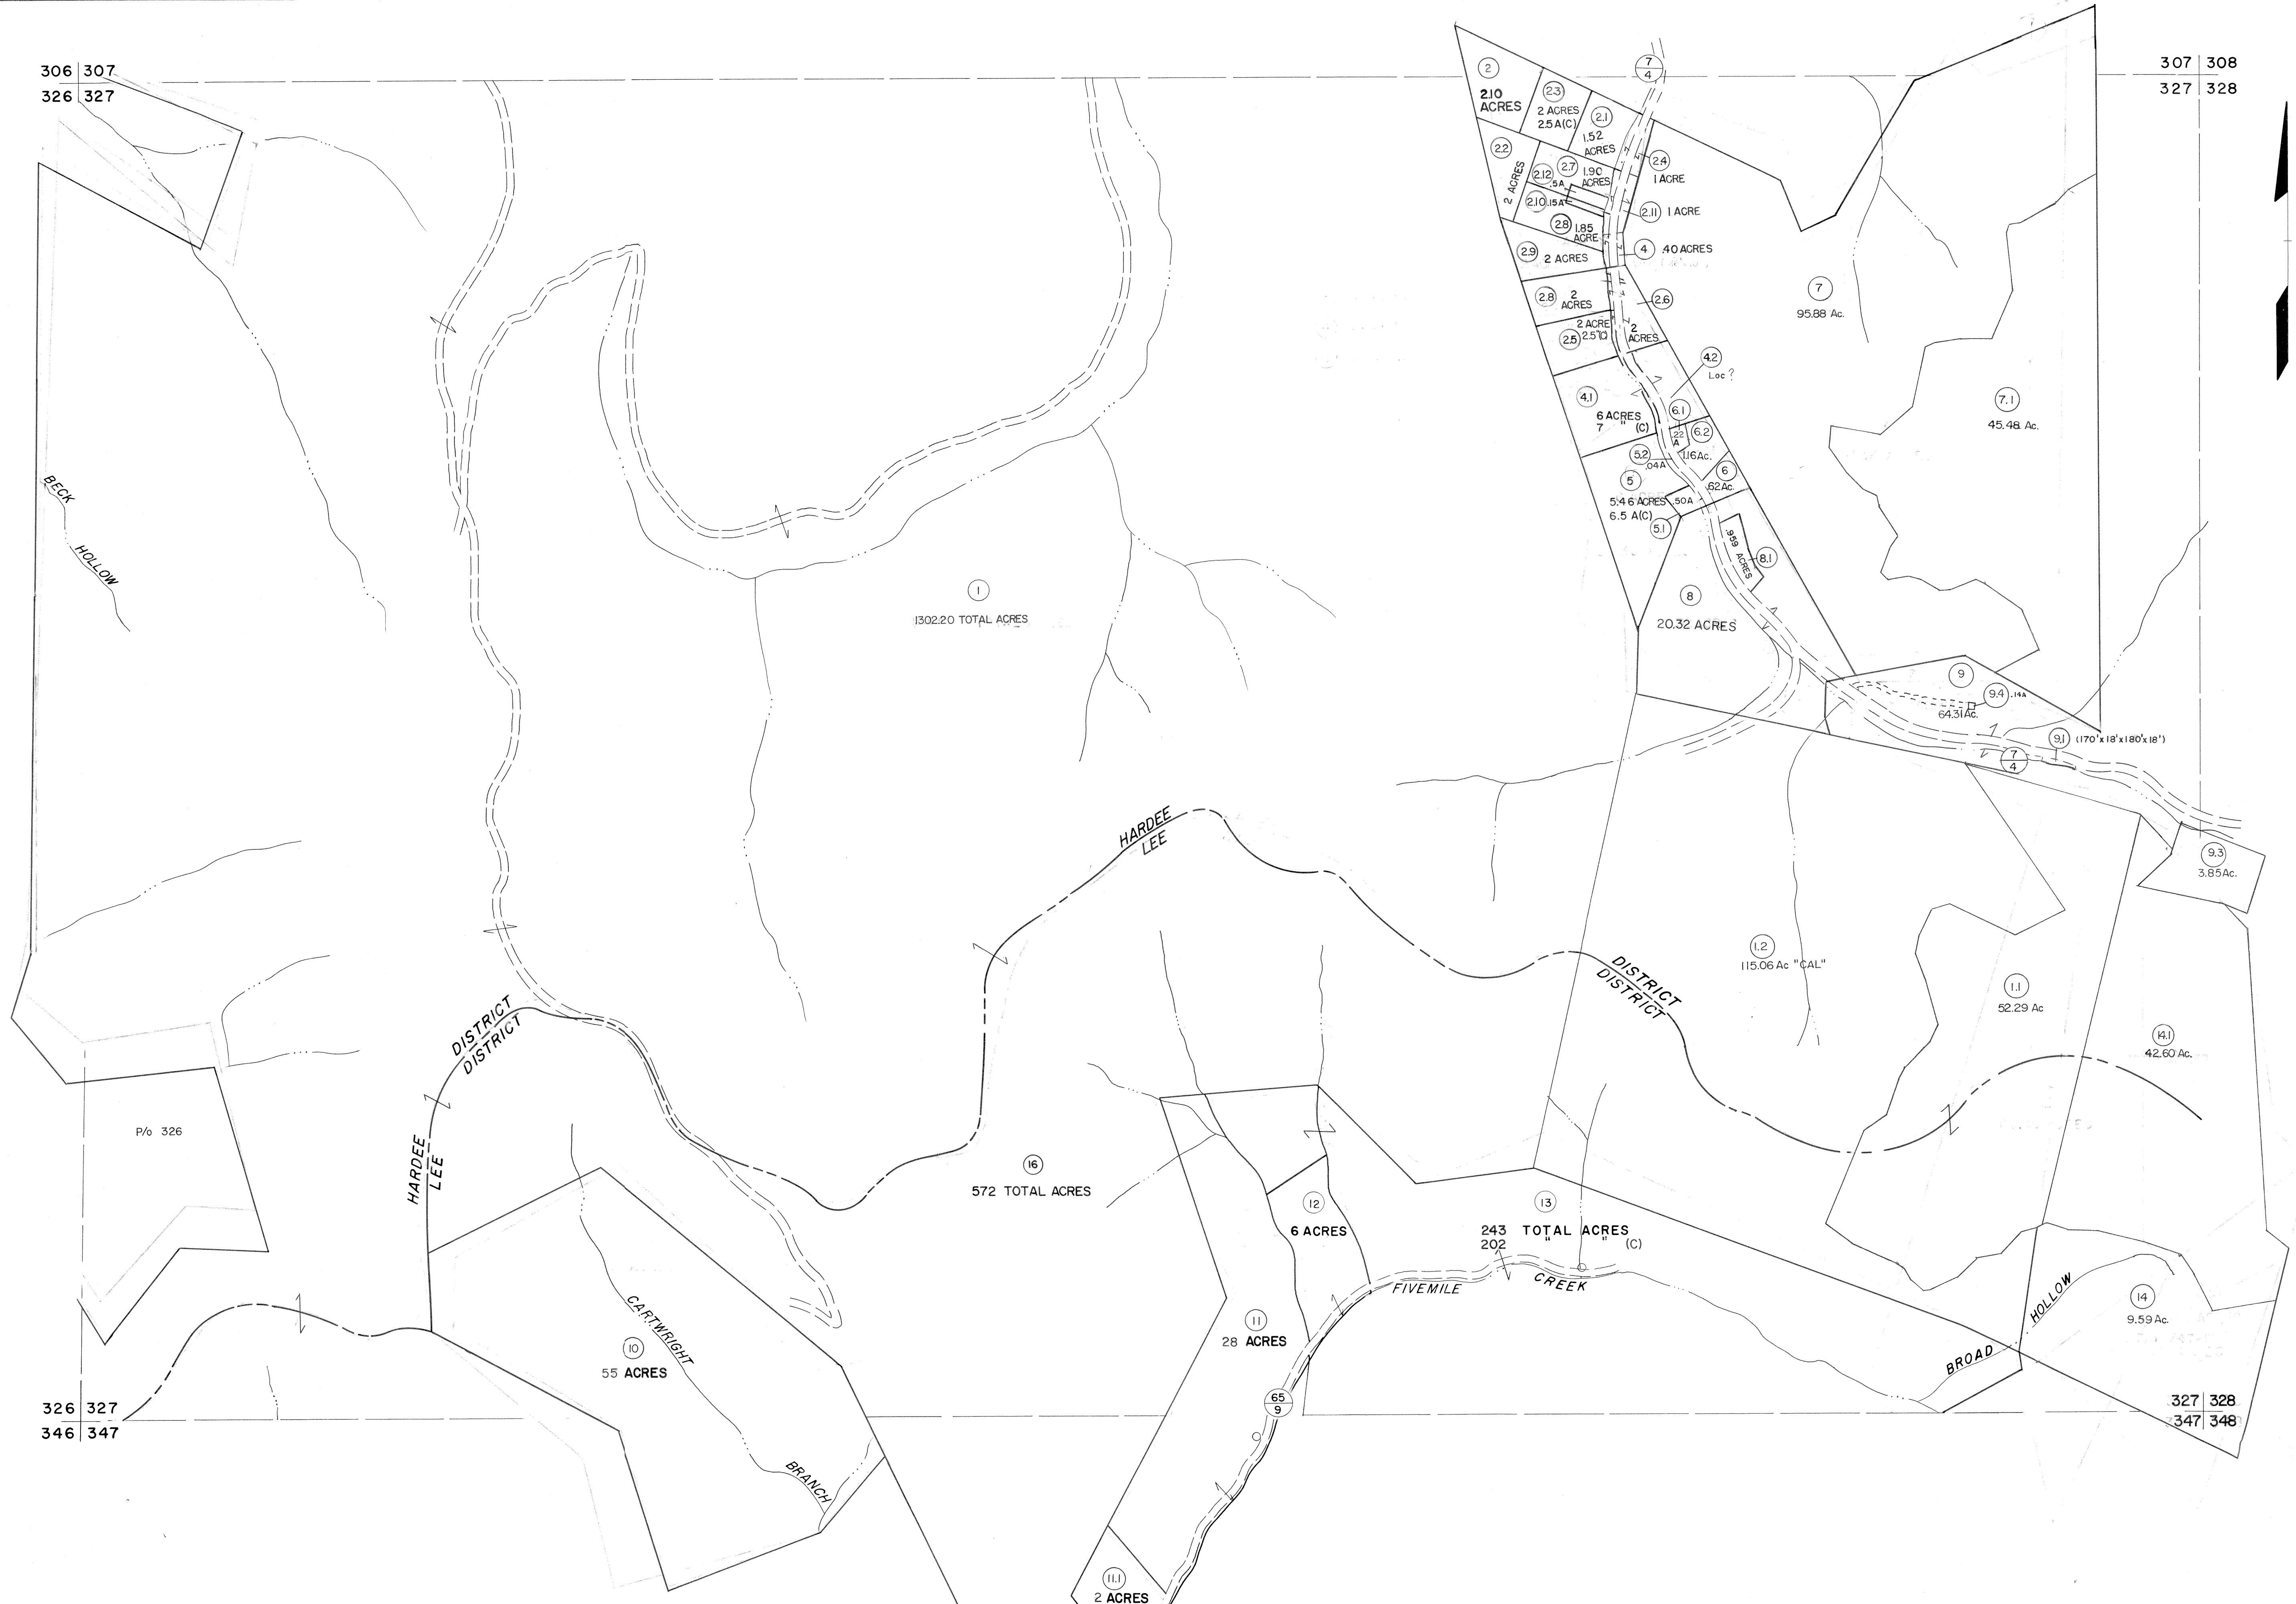 306 307
326 327
307 308
327 328
7
4
2
2.10
ACRES
2.3
2 ACRES
2.5 A(C)
2.1
1.52
ACRES
2.2
2 ACRES
2.12
.5A
2.7
1.90
ACRES
2.4
1 ACRE
2.10
.15A
2.11
1 ACRE
2.8
1.85
ACRE
2.9
2 ACRES
4
.40 ACRES
2.8
2
ACRES
2.6
2
ACRES
2 ACRE
2.5
2.5"(C)
7
95.88 Ac.
7.1
45.48 Ac.
4.2
Loc ?
4.1
6 ACRES
7 " (C)
6.1
.22
A
6.2
1.16 Ac.
5.2
.04A
5
5.46 ACRES
6.5 A(C)
6
.62 Ac.
.50A
5.1
.959 ACRES
8.1
8
20.32 ACRES
BECK
HOLLOW
1
1302.20 TOTAL ACRES
9
9.4
.14A
64.31 Ac.
9.1
(170'x18'x180'x18')
7
4
9.3
3.85 Ac.
HARDEE
LEE
DISTRICT
DISTRICT
1.2
115.06 Ac "CAL"
1.1
52.29 Ac
14.1
42.60 Ac.
DISTRICT
DISTRICT
HARDEE
LEE
P/o 326
16
572 TOTAL ACRES
12
6 ACRES
13
243 TOTAL ACRES
202 " " (C)
FIVEMILE
CREEK
11
28 ACRES
10
55 ACRES
CARTWRIGHT
BRANCH
BROAD
HOLLOW
14
9.59 Ac.
65
9
326 327
346 347
327 328
347 348
11.1
2 ACRES